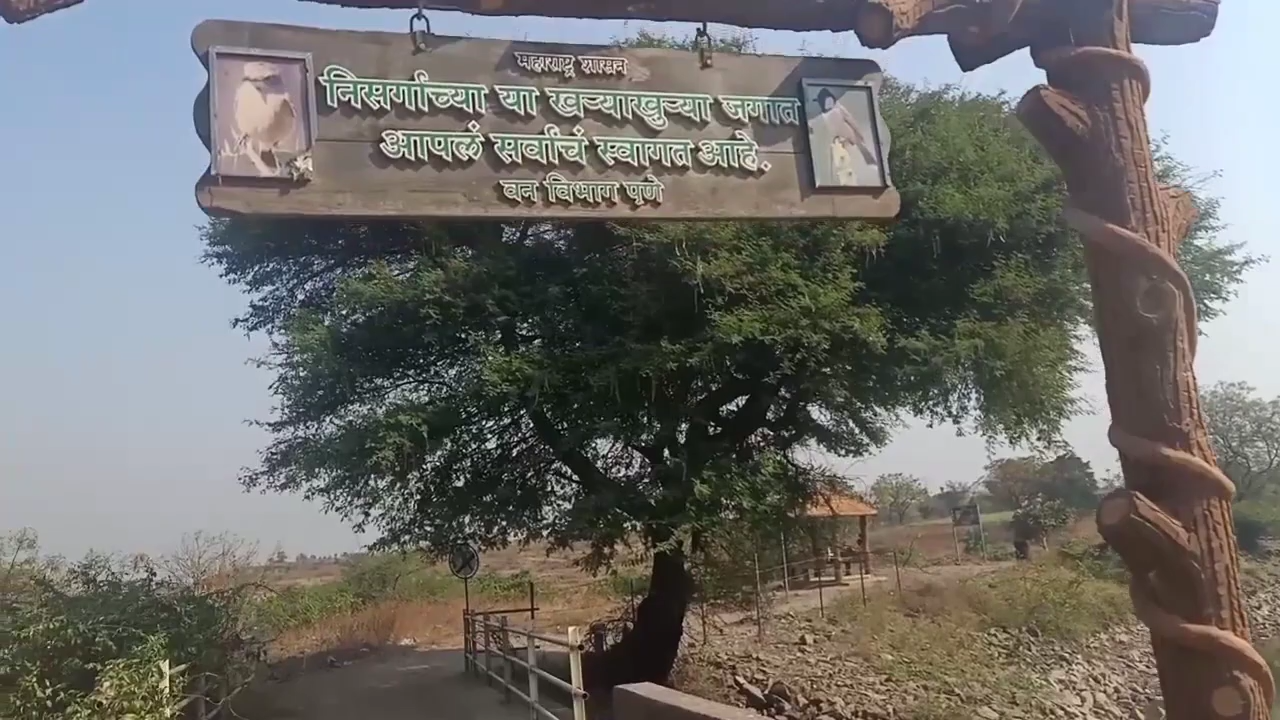 महाराष्ट्र शासन
निसर्गाच्या या खऱ्याखुऱ्या जगात
आपलं सर्वांचं स्वागत आहे.
वन विभाग पुणे